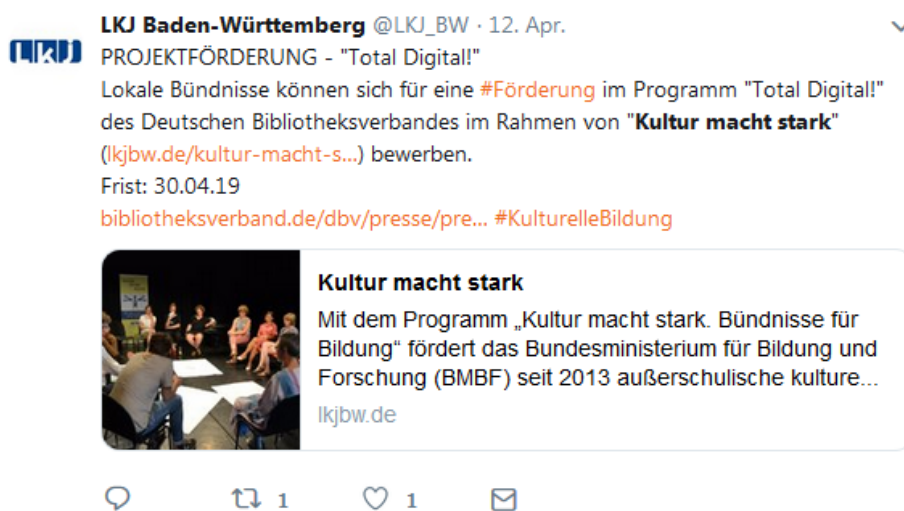 LKJ
LKJ Baden-Württemberg @LKJ_BW · 12. Apr.
PROJEKTFÖRDERUNG - "Total Digital!"
Lokale Bündnisse können sich für eine #Förderung im Programm "Total Digital!"
des Deutschen Bibliotheksverbandes im Rahmen von "Kultur macht stark"
(lkjbw.de/kultur-macht-s...) bewerben.
Frist: 30.04.19
bibliotheksverband.de/dbv/presse/pre... #KulturelleBildung
Kultur macht stark
Mit dem Programm „Kultur macht stark. Bündnisse für
Bildung“ fördert das Bundesministerium für Bildung und
Forschung (BMBF) seit 2013 außerschulische kulture...
lkjbw.de
1 1